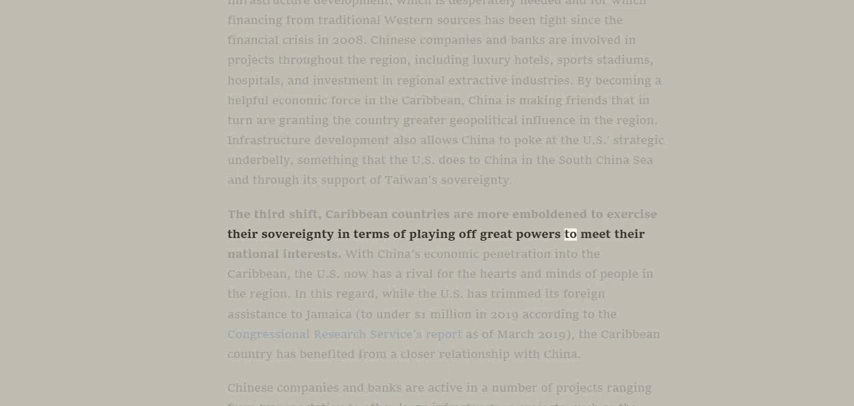 infrastructure development, which is desperately needed and for which
financing from traditional Western sources has been tight since the
financial crisis in 2008. Chinese companies and banks are involved in
projects throughout the region, including luxury hotels, sports stadiums,
hospitals, and investment in regional extractive industries. By becoming a
helpful economic force in the Caribbean, China is making friends that in
turn are granting the country greater geopolitical influence in the region.
Infrastructure development also allows China to poke at the U.S.' strategic
underbelly, something that the U.S. does to China in the South China Sea
and through its support of Taiwan's sovereignty.
The third shift, Caribbean countries are more emboldened to exercise
their sovereignty in terms of playing off great powers to meet their
national interests. With China's economic penetration into the
Caribbean, the U.S. now has a rival for the hearts and minds of people in
the region. In this regard, while the U.S. has trimmed its foreign
assistance to Jamaica (to under $1 million in 2019 according to the
Congressional Research Service's report as of March 2019), the Caribbean
country has benefited from a closer relationship with China.
Chinese companies and banks are active in a number of projects ranging